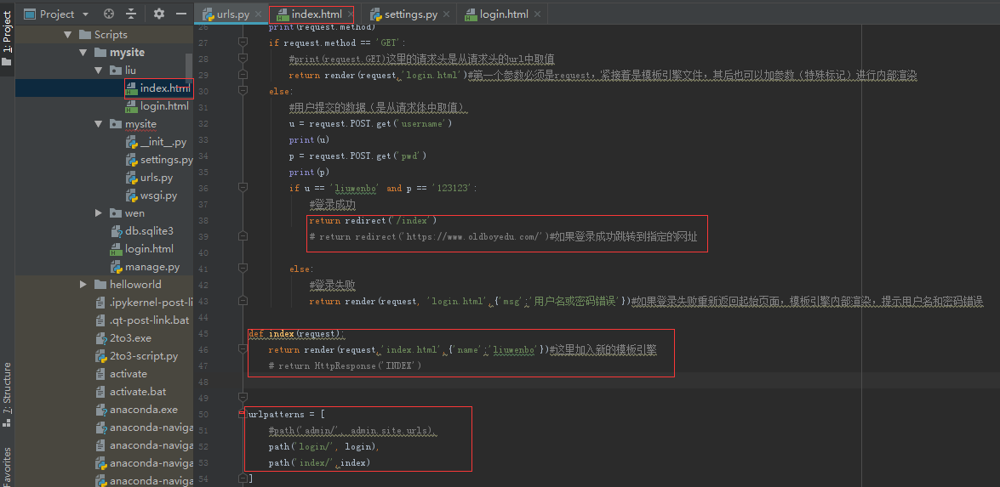 1: Project
Project
urls.py
index.html
settings.py
login.html
Scripts
mysite
liu
index.html
login.html
mysite
__init__.py
settings.py
urls.py
wsgi.py
wen
db.sqlite3
login.html
manage.py
helloworld
.ipykernel-post-li
.qt-post-link.bat
2to3.exe
2to3-script.py
activate
activate.bat
anaconda.exe
anaconda-naviga
anaconda-naviga
anaconda-naviga
anaconda-naviga
7: Structure
Favorites
26 print(request.method)
27 if request.method == 'GET':
28 #print(request.GET)这里的请求头是从请求头的url中取值
29 return render(request,'login.html')#第一个参数必须是request，紧接着是模板引擎文件，其后也可以加参数（特殊标记）进行内部渲染
30 else:
31 #用户提交的数据（是从请求体中取值）
32 u = request.POST.get('username')
33 print(u)
34 p = request.POST.get('pwd')
35 print(p)
36 if u == 'liuwenbo' and p == '123123':
37 #登录成功
38 return redirect('/index')
39 # return redirect('https://www.oldboyedu.com/')#如果登录成功跳转到指定的网址
40
41 else:
42 #登录失败
43 return render(request, 'login.html',{'msg':'用户名或密码错误'})#如果登录失败重新返回起始页面，模板引擎内部渲染，提示用户名和密码错误
44
45 def index(request):
46 return render(request,'index.html',{'name':'liuwenbo'})#这里加入新的模板引擎
47 # return HttpResponse('INDEX')
48
49
50 urlpatterns = [
51 #path('admin/', admin.site.urls),
52 path('login/', login),
53 path('index/',index)
54 ]